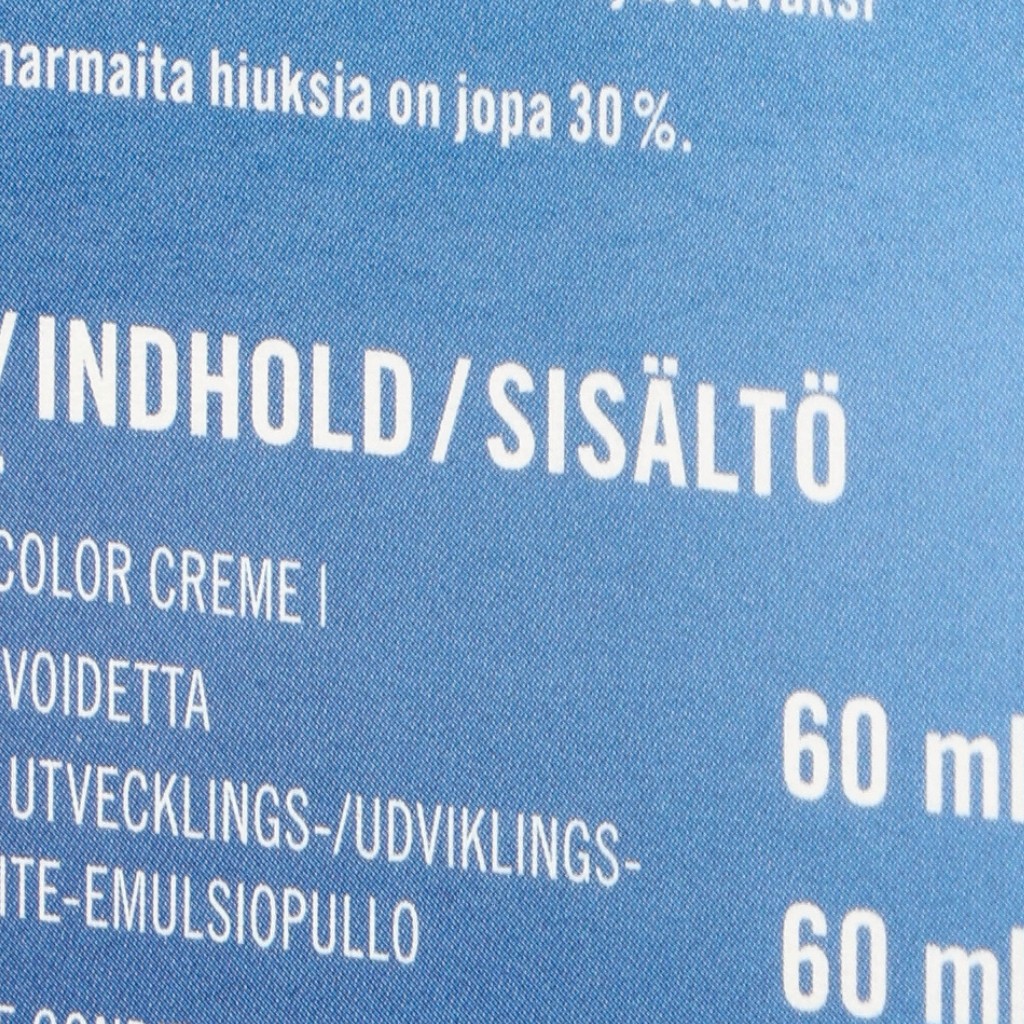 harmaita hiuksia on jopa 30 %.
/ INDHOLD / SISÄLTÖ
COLOR CREME I
VOIDETTA
60 ml
UTVECKLINGS-/UDVIKLINGS-
ITE-EMULSIOPULLO
60 ml